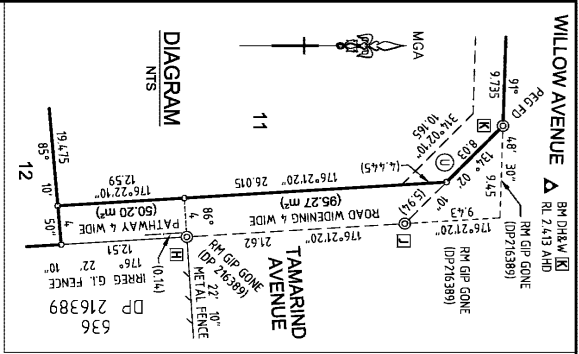 WILLOW AVENUE
BM DH&W K
RL 2.413 AHD
91° 48' 30"
9.735
9.45
PEG FD
RM GIP GONE
(DP216389)
K
MGA
314°02'10"
10.165
8.03
134° 02' 10"
U
(4.445)
(5.94)
9.43
176°21'20"
RM GIP GONE
(DP 216389)
J
11
26.015
176°21'20"
ROAD WIDENING 4 WIDE
(95.27 m²)
21.62
176°21'20"
TAMARIND
AVENUE
DIAGRAM
NTS
86° 22' 10"
4
RM GIP GONE
(DP 216389)
H
METAL FENCE
(0.14)
12.59
176°22'10"
PATHWAY 4 WIDE
(50.20 m²)
12.51
176° 22' 10"
IRREG G.I. FENCE
19.475
85° 10' 50"
4
12
636
DP 216389